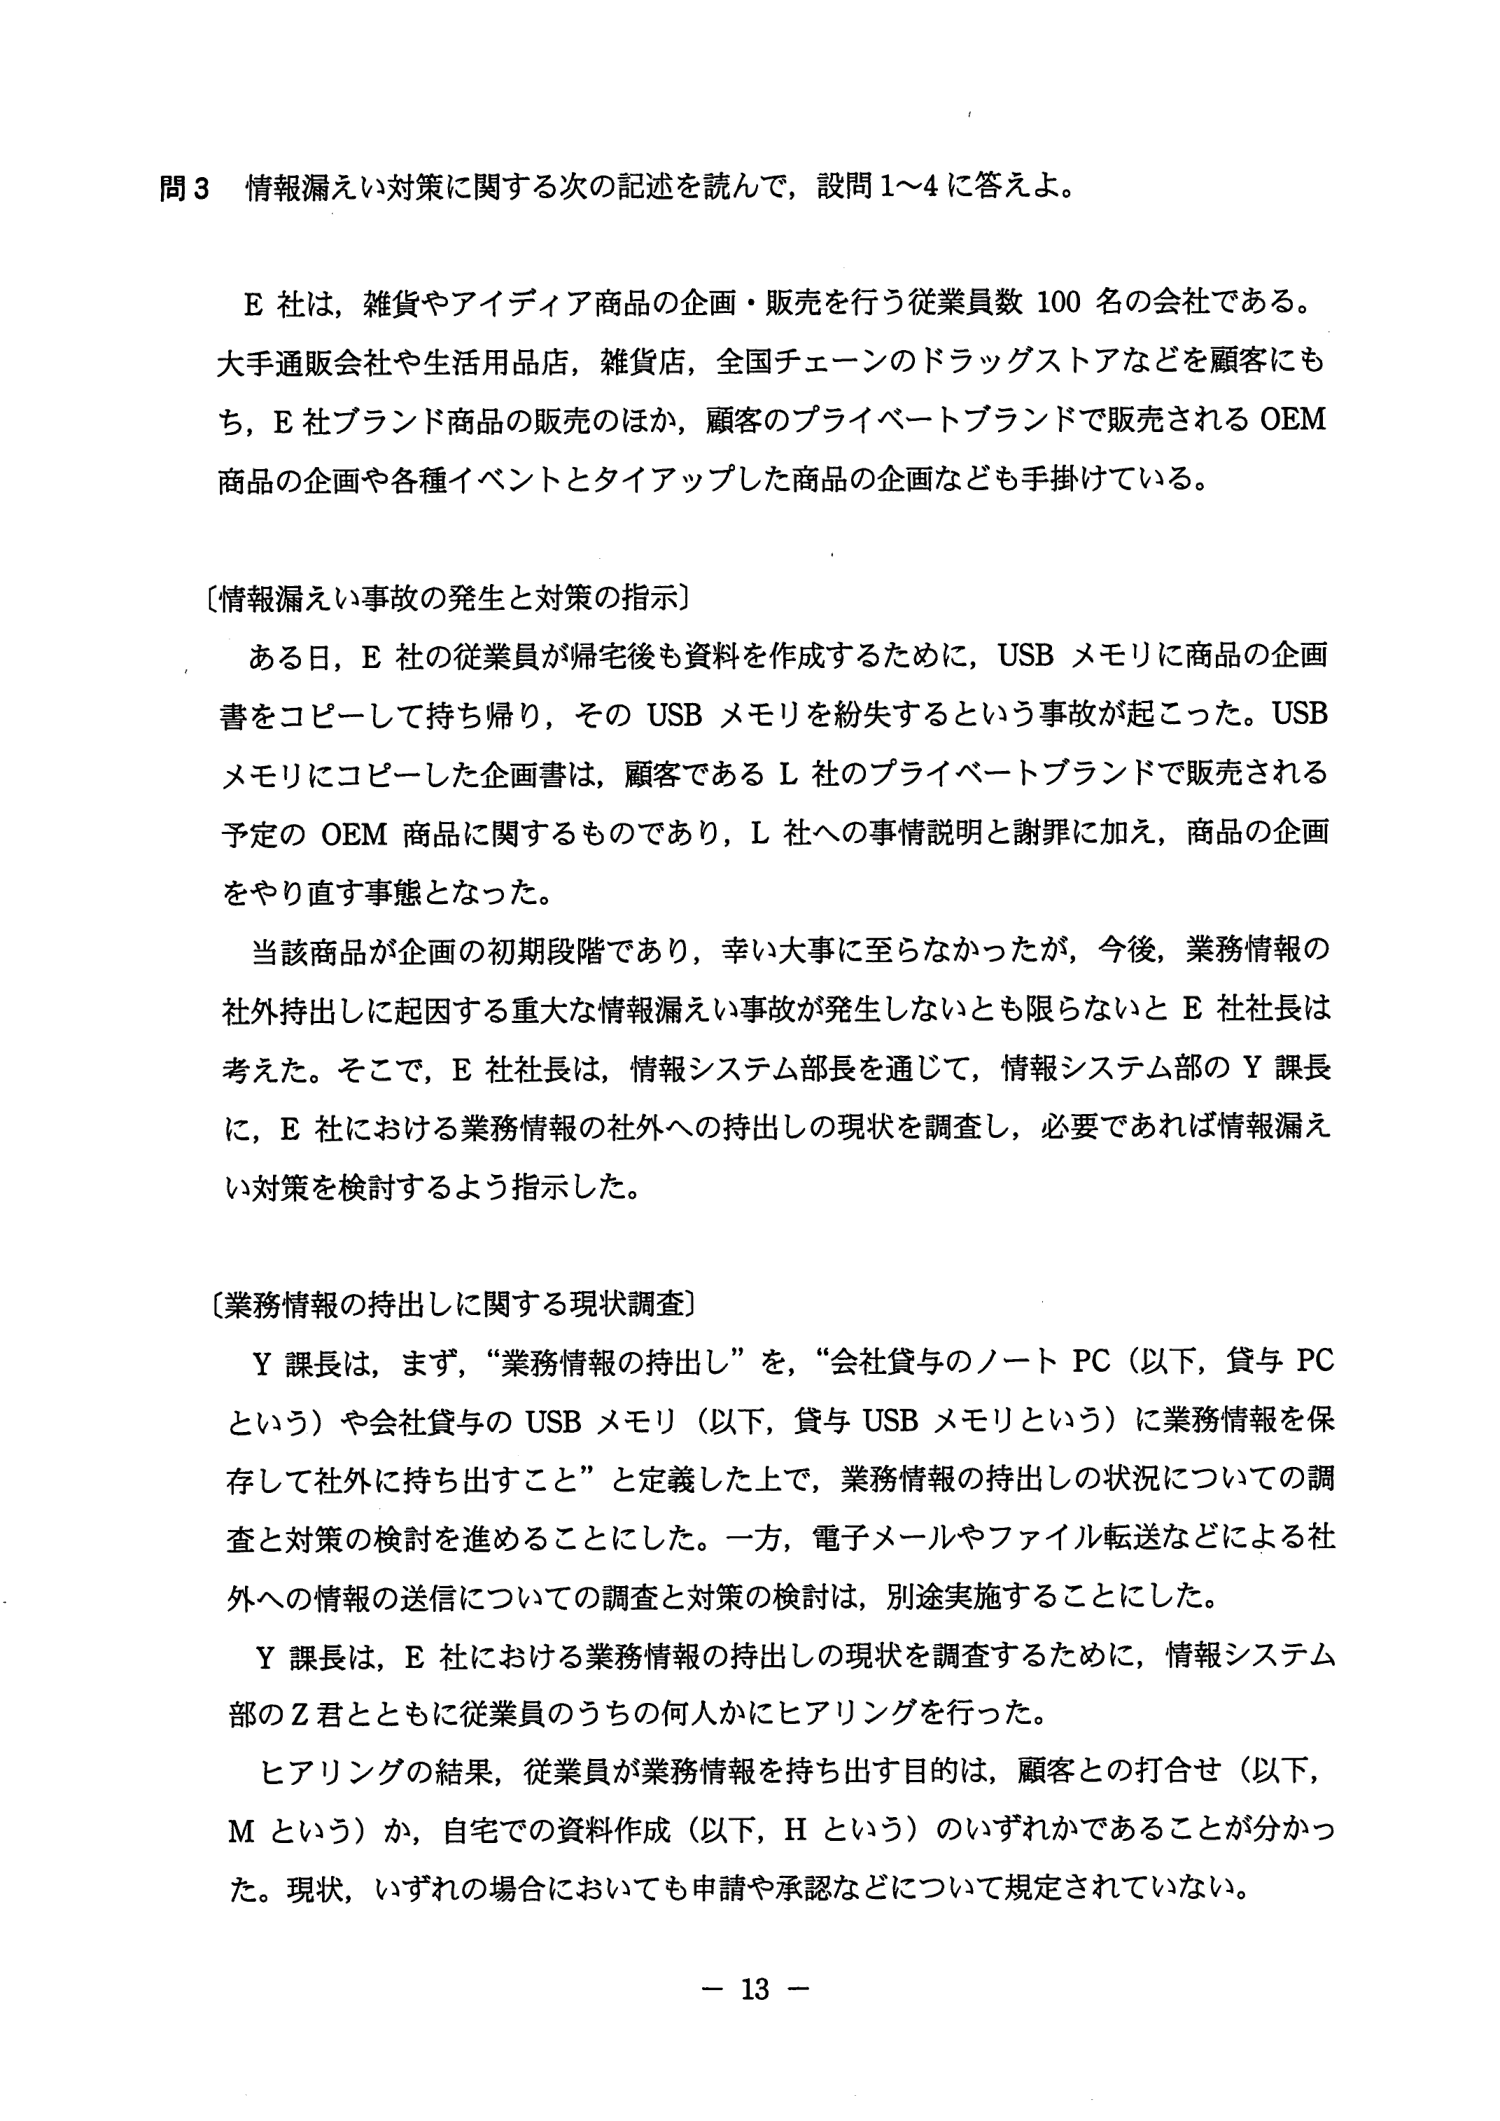 問3 情報漏えい対策に関する次の記述を読んで，設問1～4に答えよ。
E 社は，雑貨やアイディア商品の企画・販売を行う従業員数 100 名の会社である。
大手通販会社や生活用品店，雑貨店，全国チェーンのドラッグストアなどを顧客にも
ち，E 社ブランド商品の販売のほか，顧客のプライベートブランドで販売される OEM
商品の企画や各種イベントとタイアップした商品の企画なども手掛けている。
〔情報漏えい事故の発生と対策の指示〕
ある日，E 社の従業員が帰宅後も資料を作成するために，USB メモリに商品の企画
書をコピーして持ち帰り，その USB メモリを紛失するという事故が起こった。USB
メモリにコピーした企画書は，顧客である L 社のプライベートブランドで販売される
予定の OEM 商品に関するものであり，L 社への事情説明と謝罪に加え，商品の企画
をやり直す事態となった。
当該商品が企画の初期段階であり，幸い大事に至らなかったが，今後，業務情報の
社外持出しに起因する重大な情報漏えい事故が発生しないとも限らないと E 社社長は
考えた。そこで，E 社社長は，情報システム部長を通じて，情報システム部の Y 課長
に，E 社における業務情報の社外への持出しの現状を調査し，必要であれば情報漏え
い対策を検討するよう指示した。
〔業務情報の持出しに関する現状調査〕
Y 課長は，まず，“業務情報の持出し” を，“会社貸与のノート PC（以下，貸与 PC
という）や会社貸与の USB メモリ（以下，貸与 USB メモリという）に業務情報を保
存して社外に持ち出すこと” と定義した上で，業務情報の持出しの状況についての調
査と対策の検討を進めることにした。一方，電子メールやファイル転送などによる社
外への情報の送信についての調査と対策の検討は，別途実施することにした。
Y 課長は，E 社における業務情報の持出しの現状を調査するために，情報システム
部のZ君とともに従業員のうちの何人かにヒアリングを行った。
ヒアリングの結果，従業員が業務情報を持ち出す目的は，顧客との打合せ（以下，
M という）か，自宅での資料作成（以下，H という）のいずれかであることが分かっ
た。現状，いずれの場合においても申請や承認などについて規定されていない。
－ 13 －